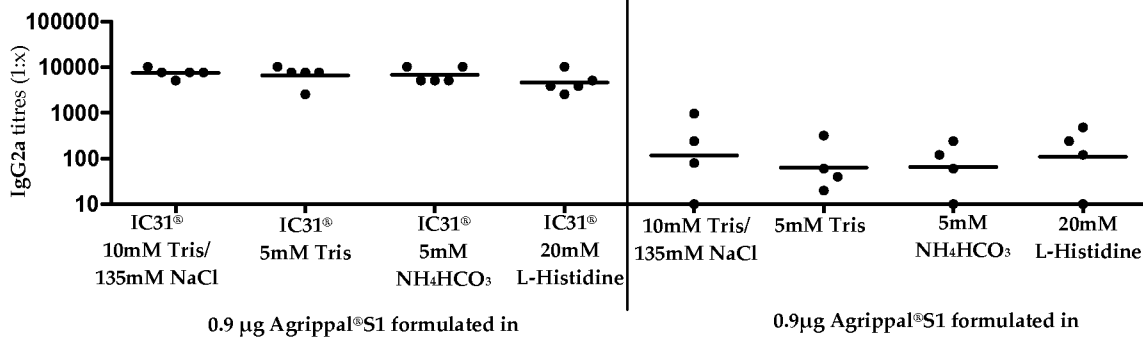 100000
10000
1000
100
10
IgG2a titres (1:x)
IC31®
10mM Tris/
135mM NaCl
IC31®
5mM Tris
IC31®
5mM
NH4HCO3
IC31®
20mM
L-Histidine
10mM Tris/
135mM NaCl
5mM Tris
5mM
NH4HCO3
20mM
L-Histidine
0.9 µg Agrippal®S1 formulated in
0.9µg Agrippal®S1 formulated in